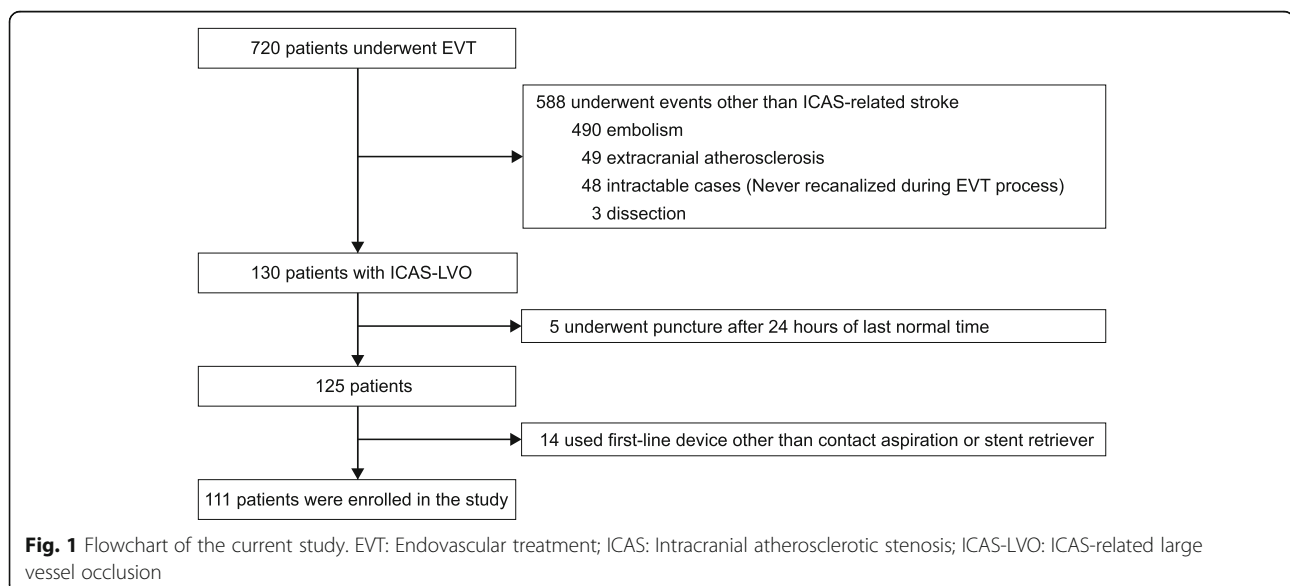 720 patients underwent EVT
588 underwent events other than ICAS-related stroke
490 embolism
49 extracranial atherosclerosis
48 intractable cases (Never recanalized during EVT process)
3 dissection
130 patients with ICAS-LVO
5 underwent puncture after 24 hours of last normal time
125 patients
14 used first-line device other than contact aspiration or stent retriever
111 patients were enrolled in the study
Fig. 1 Flowchart of the current study. EVT: Endovascular treatment; ICAS: Intracranial atherosclerotic stenosis; ICAS-LVO: ICAS-related large
vessel occlusion